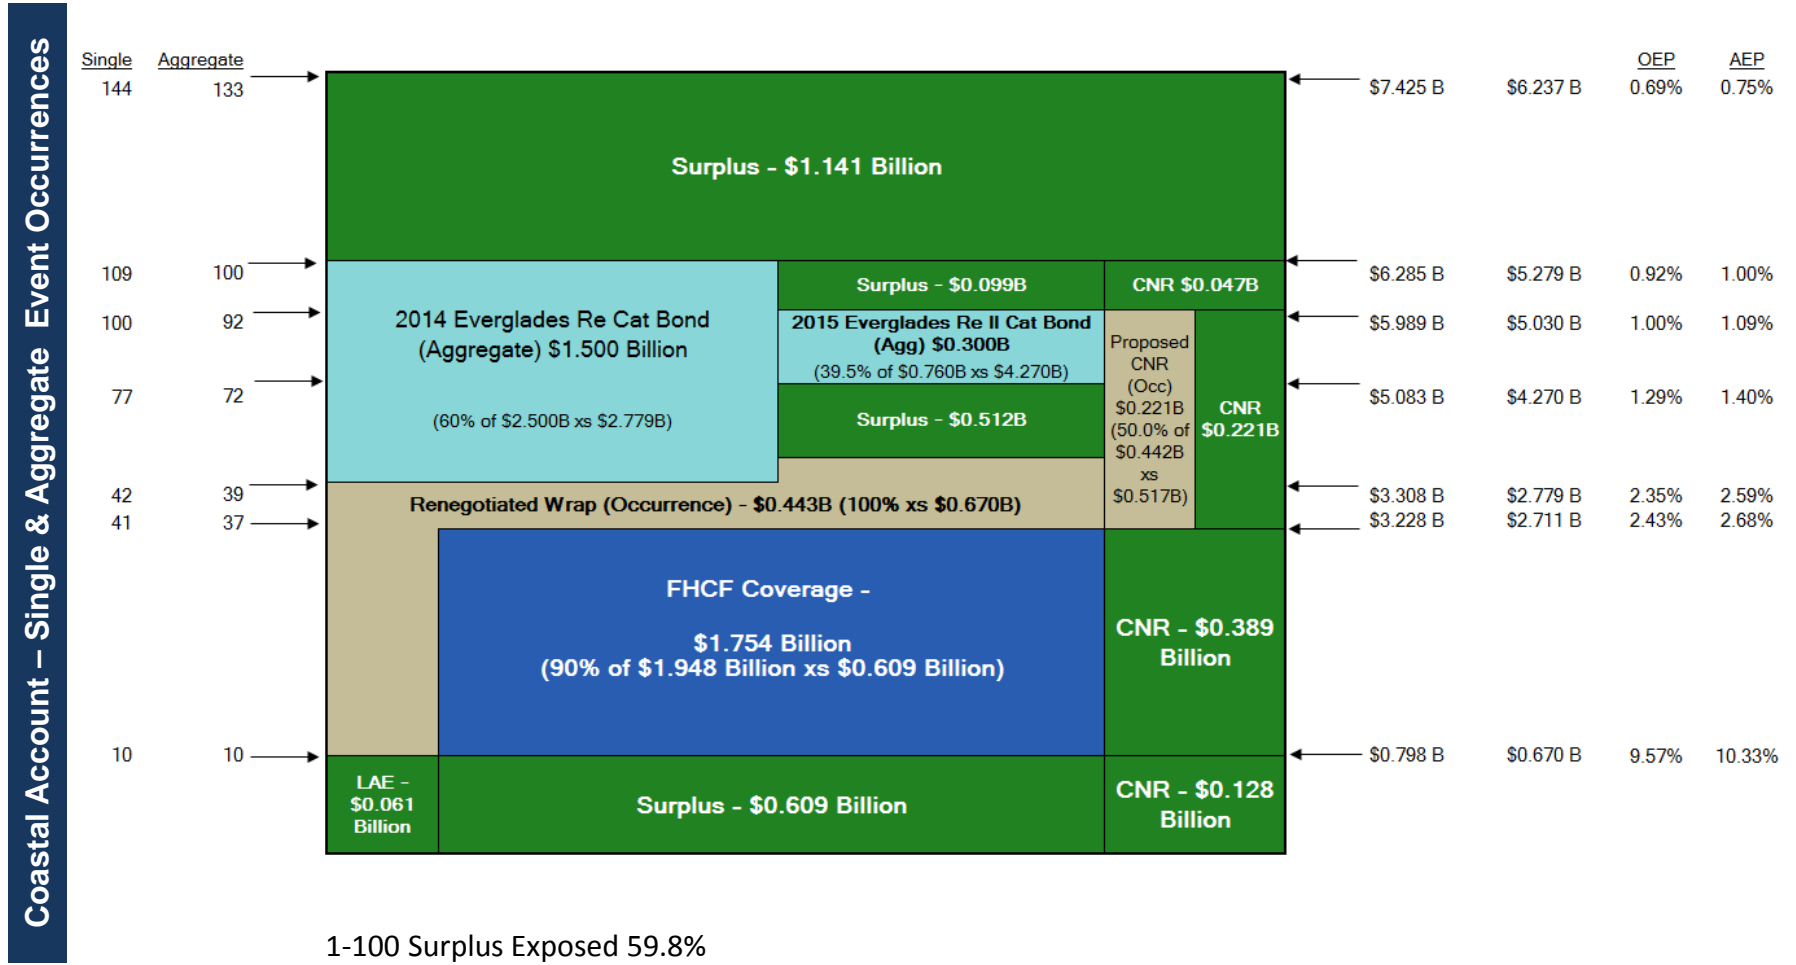 Coastal Account – Single & Aggregate Event Occurrences
Single Aggregate OEP AEP
144 133 $7.425 B $6.237 B 0.69% 0.75%
Surplus - $1.141 Billion
109 100 $6.285 B $5.279 B 0.92% 1.00%
Surplus - $0.099B
CNR $0.047B
100 92 $5.989 B $5.030 B 1.00% 1.09%
2014 Everglades Re Cat Bond
(Aggregate) $1.500 Billion
(60% of $2.500B xs $2.779B)
2015 Everglades Re II Cat Bond
(Agg) $0.300B
(39.5% of $0.760B xs $4.270B)
Proposed
CNR
(Occ)
$0.221B
(50.0% of
$0.442B
xs
$0.517B)
CNR
$0.221B
77 72 $5.083 B $4.270 B 1.29% 1.40%
Surplus - $0.512B
42 39 $3.308 B $2.779 B 2.35% 2.59%
Renegotiated Wrap (Occurrence) - $0.443B (100% xs $0.670B)
41 37 $3.228 B $2.711 B 2.43% 2.68%
FHCF Coverage -
$1.754 Billion
(90% of $1.948 Billion xs $0.609 Billion)
CNR - $0.389
Billion
10 10 $0.798 B $0.670 B 9.57% 10.33%
LAE -
$0.061
Billion
Surplus - $0.609 Billion
CNR - $0.128
Billion
1-100 Surplus Exposed 59.8%